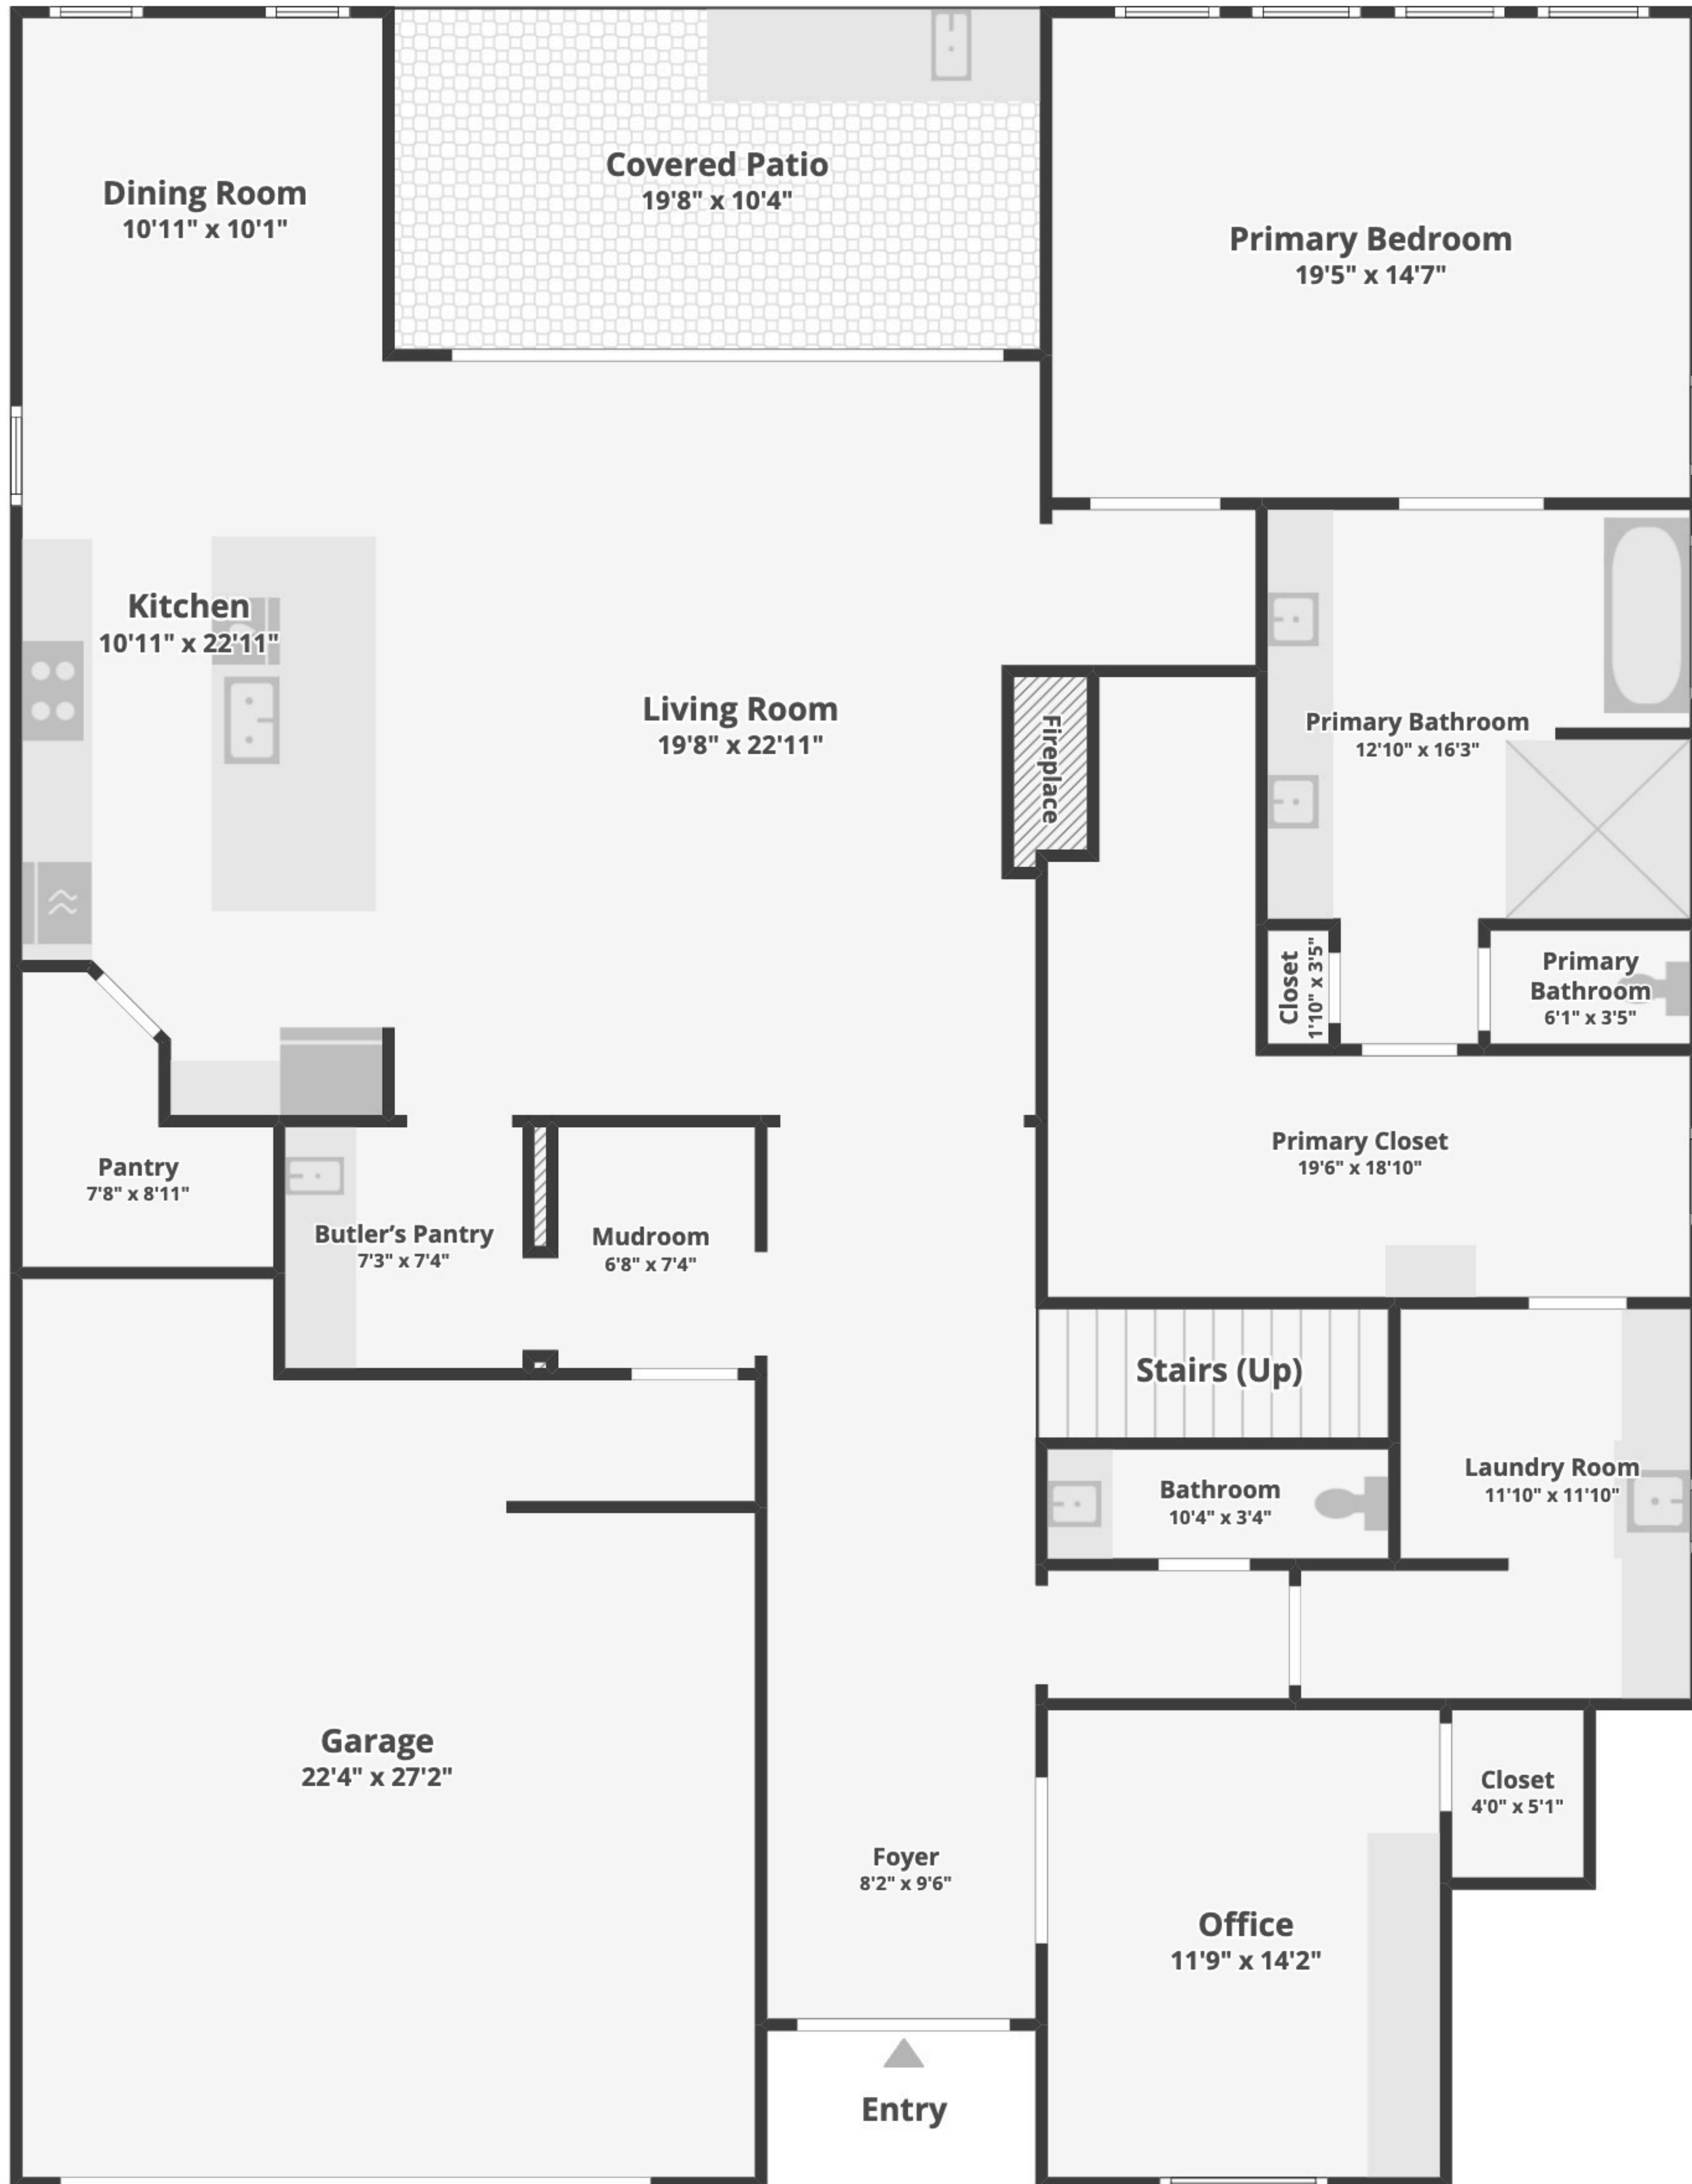 Dining Room
10'11" x 10'1"
Covered Patio
19'8" x 10'4"
Primary Bedroom
19'5" x 14'7"
Kitchen
10'11" x 22'11"
Living Room
19'8" x 22'11"
Fireplace
Primary Bathroom
12'10" x 16'3"
Closet
1'10" x 3'5"
Primary
Bathroom
6'1" x 3'5"
Primary Closet
19'6" x 18'10"
Pantry
7'8" x 8'11"
Butler’s Pantry
7'3" x 7'4"
Mudroom
6'8" x 7'4"
Stairs (Up)
Bathroom
10'4" x 3'4"
Laundry Room
11'10" x 11'10"
Garage
22'4" x 27'2"
Closet
4'0" x 5'1"
Foyer
8'2" x 9'6"
Office
11'9" x 14'2"
Entry